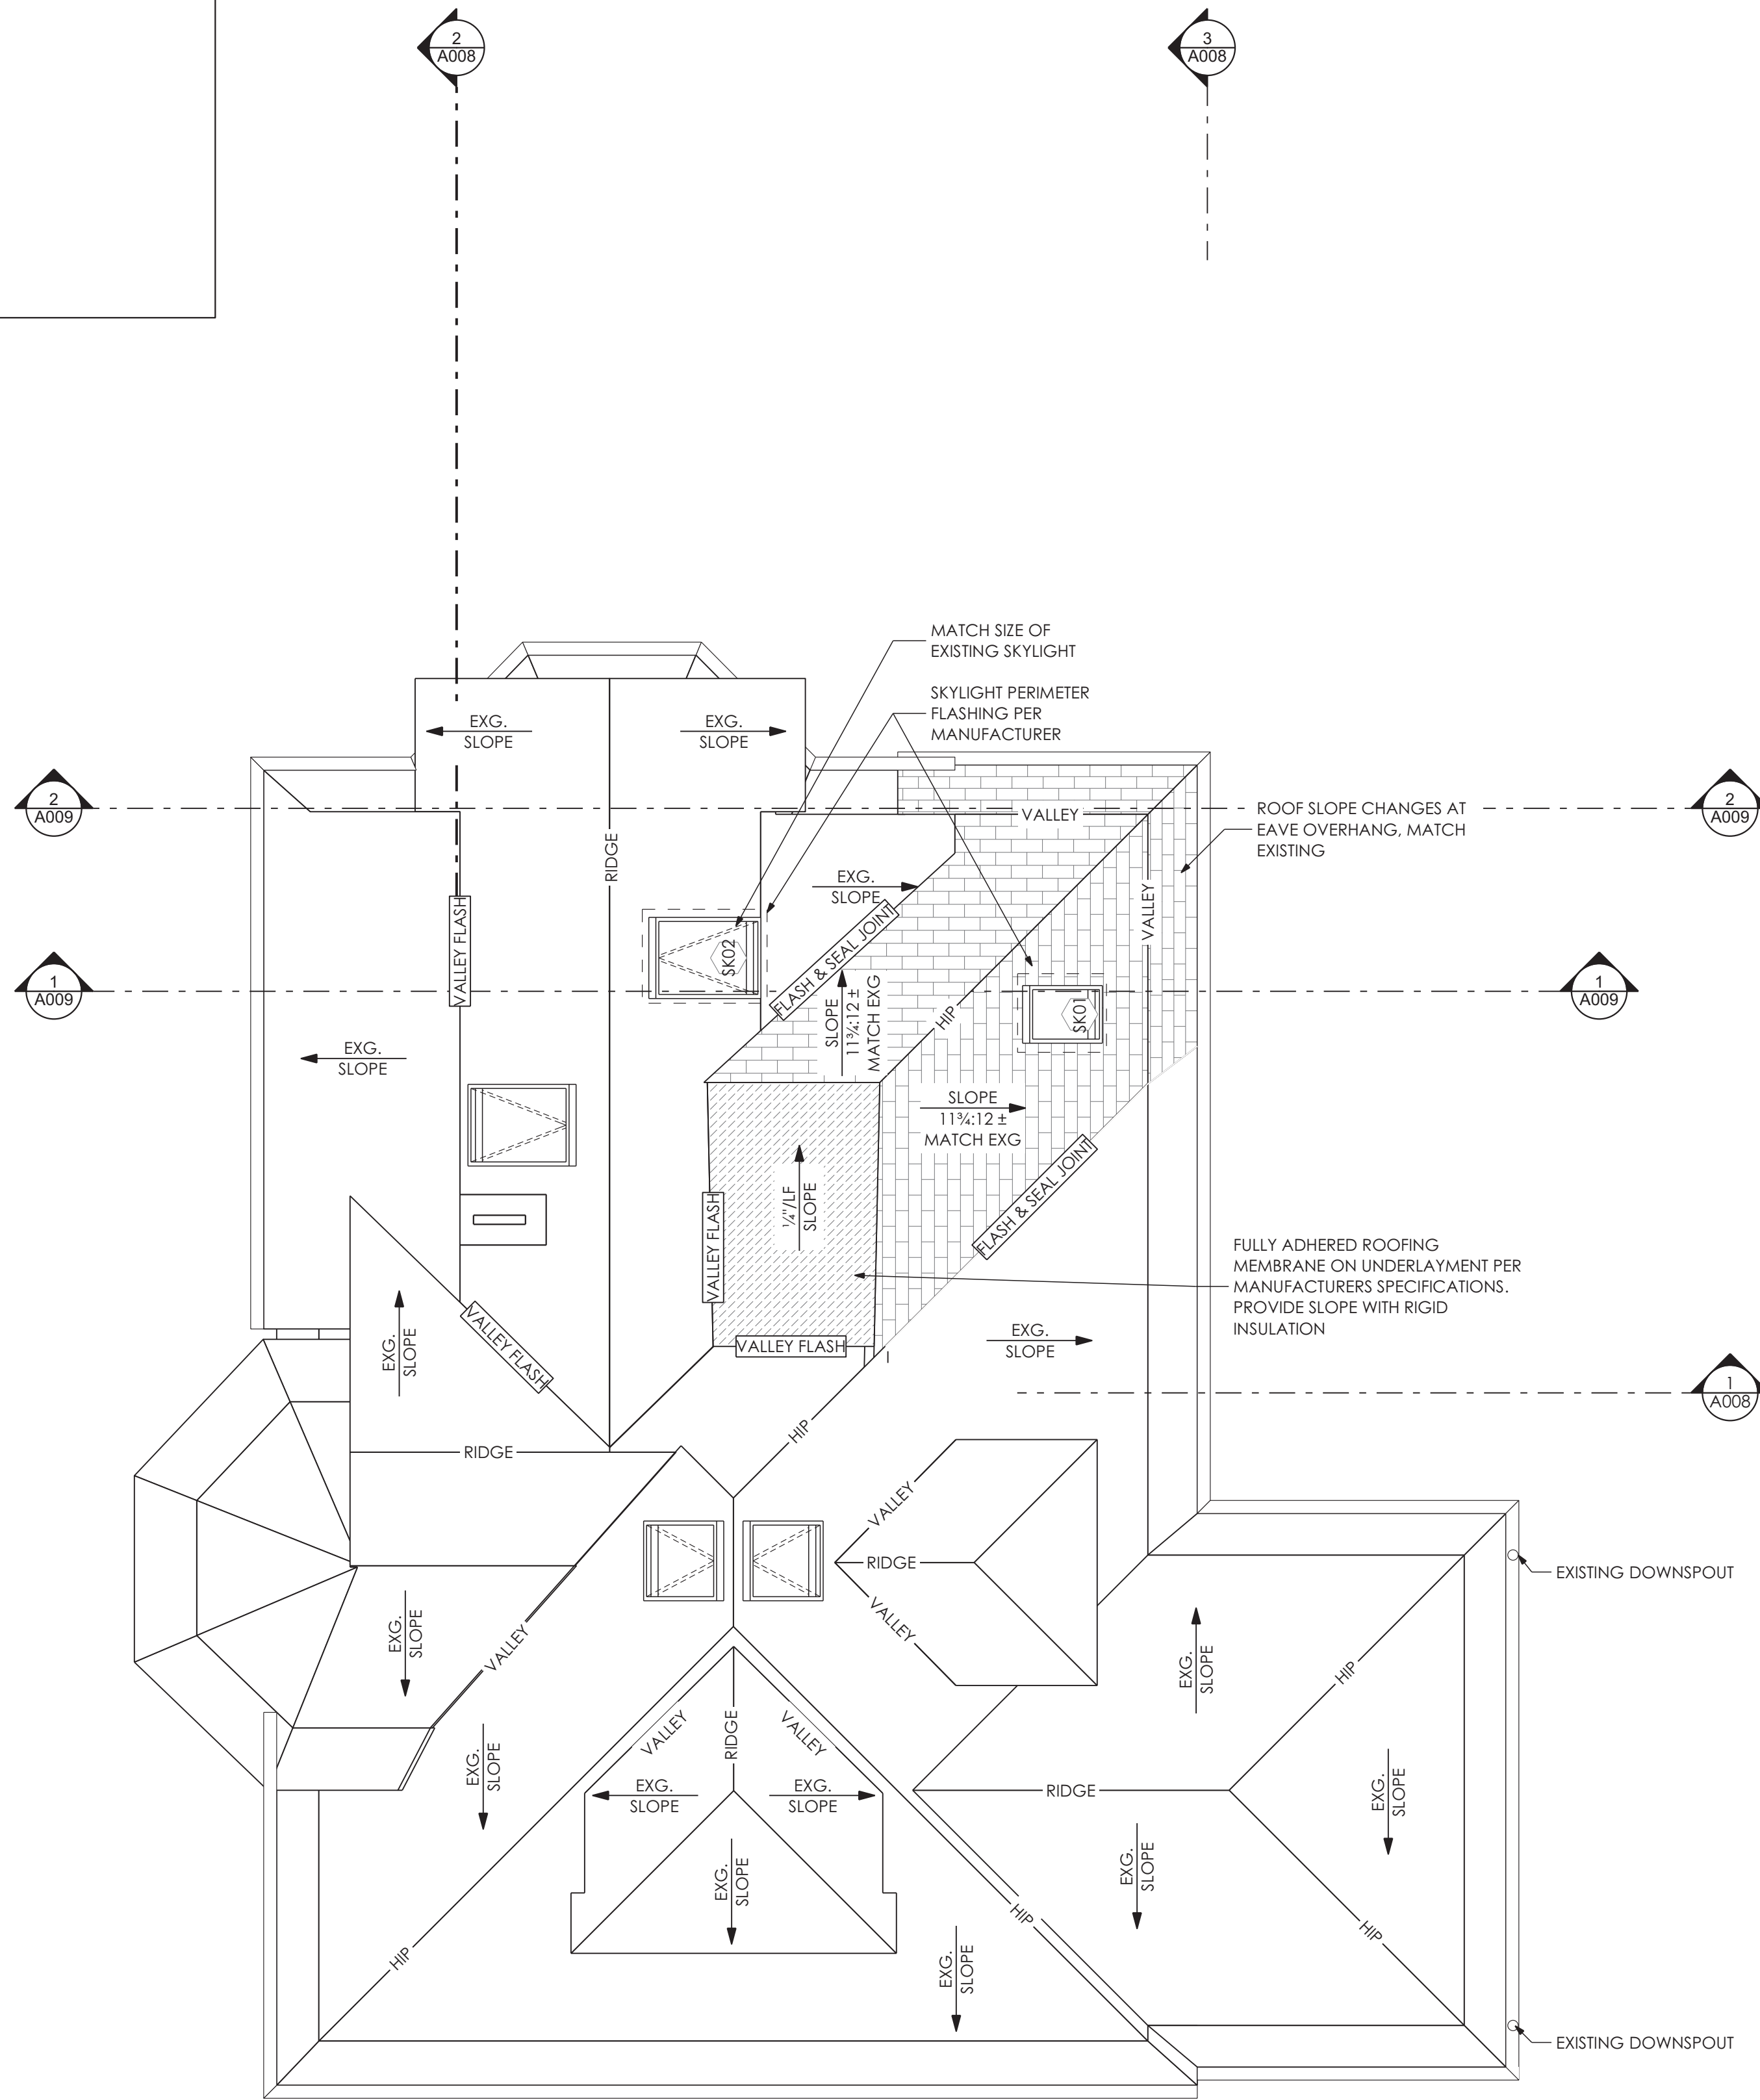 2
A008
3
A008
MATCH SIZE OF
EXISTING SKYLIGHT
SKYLIGHT PERIMETER
FLASHING PER
MANUFACTURER
EXG.
SLOPE
EXG.
SLOPE
2
A009
VALLEY
ROOF SLOPE CHANGES AT
EAVE OVERHANG, MATCH
EXISTING
2
A009
RIDGE
EXG.
SLOPE
VALLEY
VALLEY FLASH
SK02
FLASH & SEAL JOINT
1
A009
SLOPE
11¾:12 ±
MATCH EXG
HIP
SK01
1
A009
EXG.
SLOPE
SLOPE
11¾:12 ±
MATCH EXG
FLASH & SEAL JOINT
¼"/LF
SLOPE
VALLEY FLASH
FULLY ADHERED ROOFING
MEMBRANE ON UNDERLAYMENT PER
MANUFACTURERS SPECIFICATIONS.
PROVIDE SLOPE WITH RIGID
INSULATION
EXG.
SLOPE
VALLEY FLASH
VALLEY FLASH
EXG.
SLOPE
1
A008
HIP
RIDGE
VALLEY
RIDGE
VALLEY
EXISTING DOWNSPOUT
EXG.
SLOPE
VALLEY
EXG.
SLOPE
HIP
VALLEY
RIDGE
VALLEY
EXG.
SLOPE
EXG.
SLOPE
EXG.
SLOPE
RIDGE
EXG.
SLOPE
EXG.
SLOPE
EXG.
SLOPE
HIP
HIP
HIP
EXG.
SLOPE
EXISTING DOWNSPOUT